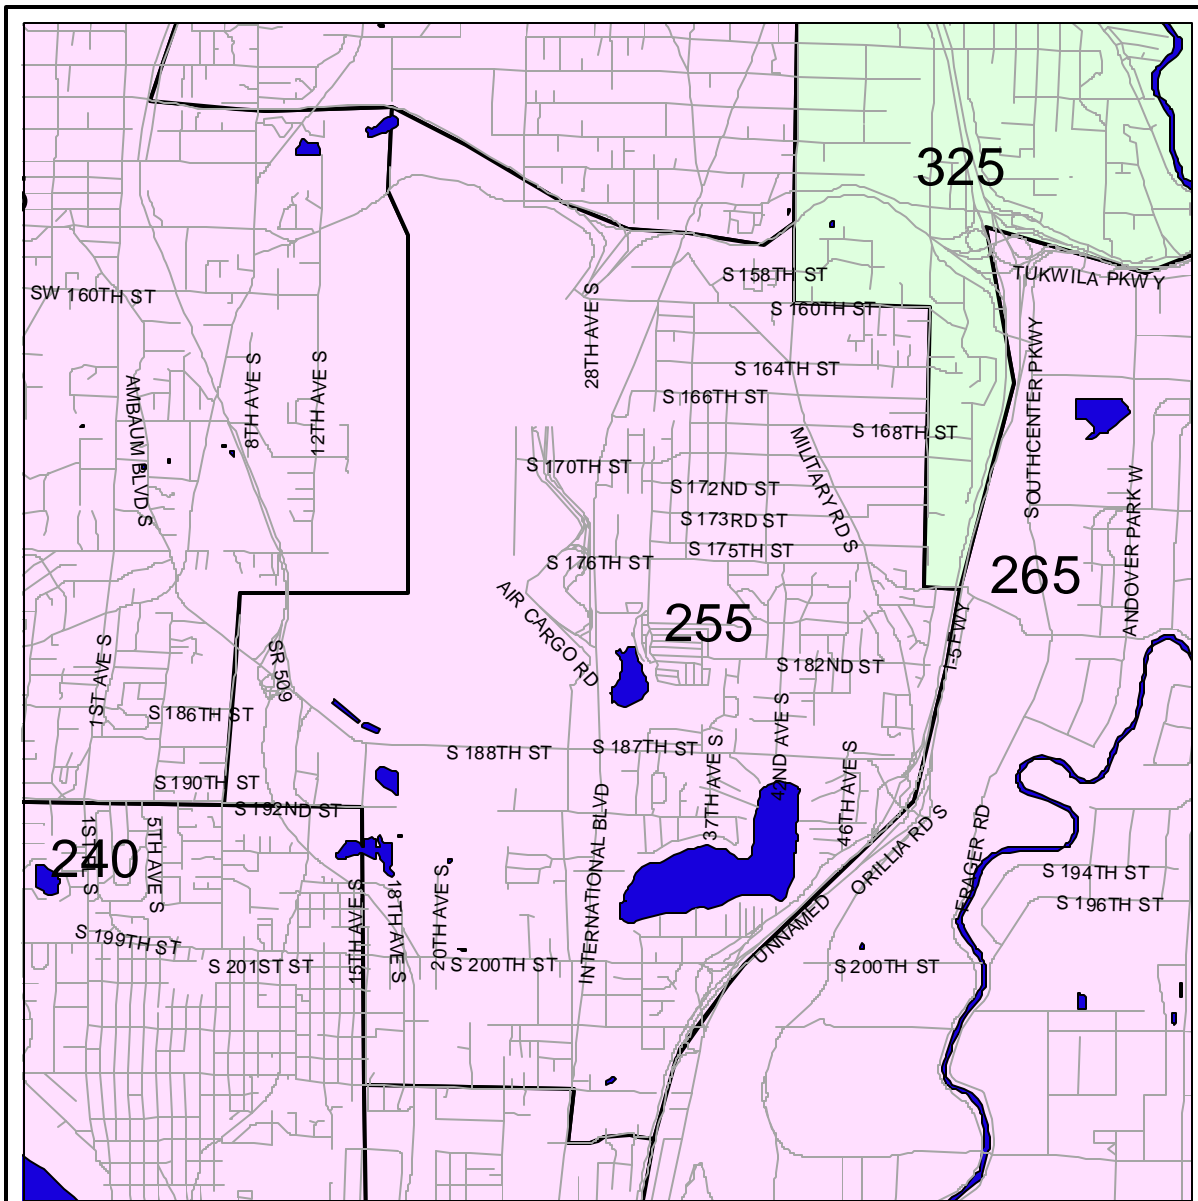 325
S 158TH ST
TUKWILA PKWY
SW 160TH ST
S 160TH ST
28TH AVE S
SOUTHCENTER PKWY
8TH AVE S
12TH AVE S
S 164TH ST
AMBAUM BLVD S
S 166TH ST
S 168TH ST
MILITARY RD S
S 170TH ST
ANDOVER PARK W
S 172ND ST
S 173RD ST
S 175TH ST
S 176TH ST
265
AIR CARGO RD
255
I-5 FWY
1ST AVE S
SR 509
S 182ND ST
S 186TH ST
42ND AVE S
S 188TH ST
S 187TH ST
37TH AVE S
46TH AVE S
S 190TH ST
S 192ND ST
INTERNATIONAL BLVD
ORILLIA RD S
FRAGER RD
240
5TH AVE S
S 194TH ST
15TH AVE S
18TH AVE S
20TH AVE S
S 196TH ST
UNNAMED
S 199TH ST
S 201ST ST
S 200TH ST
S 200TH ST